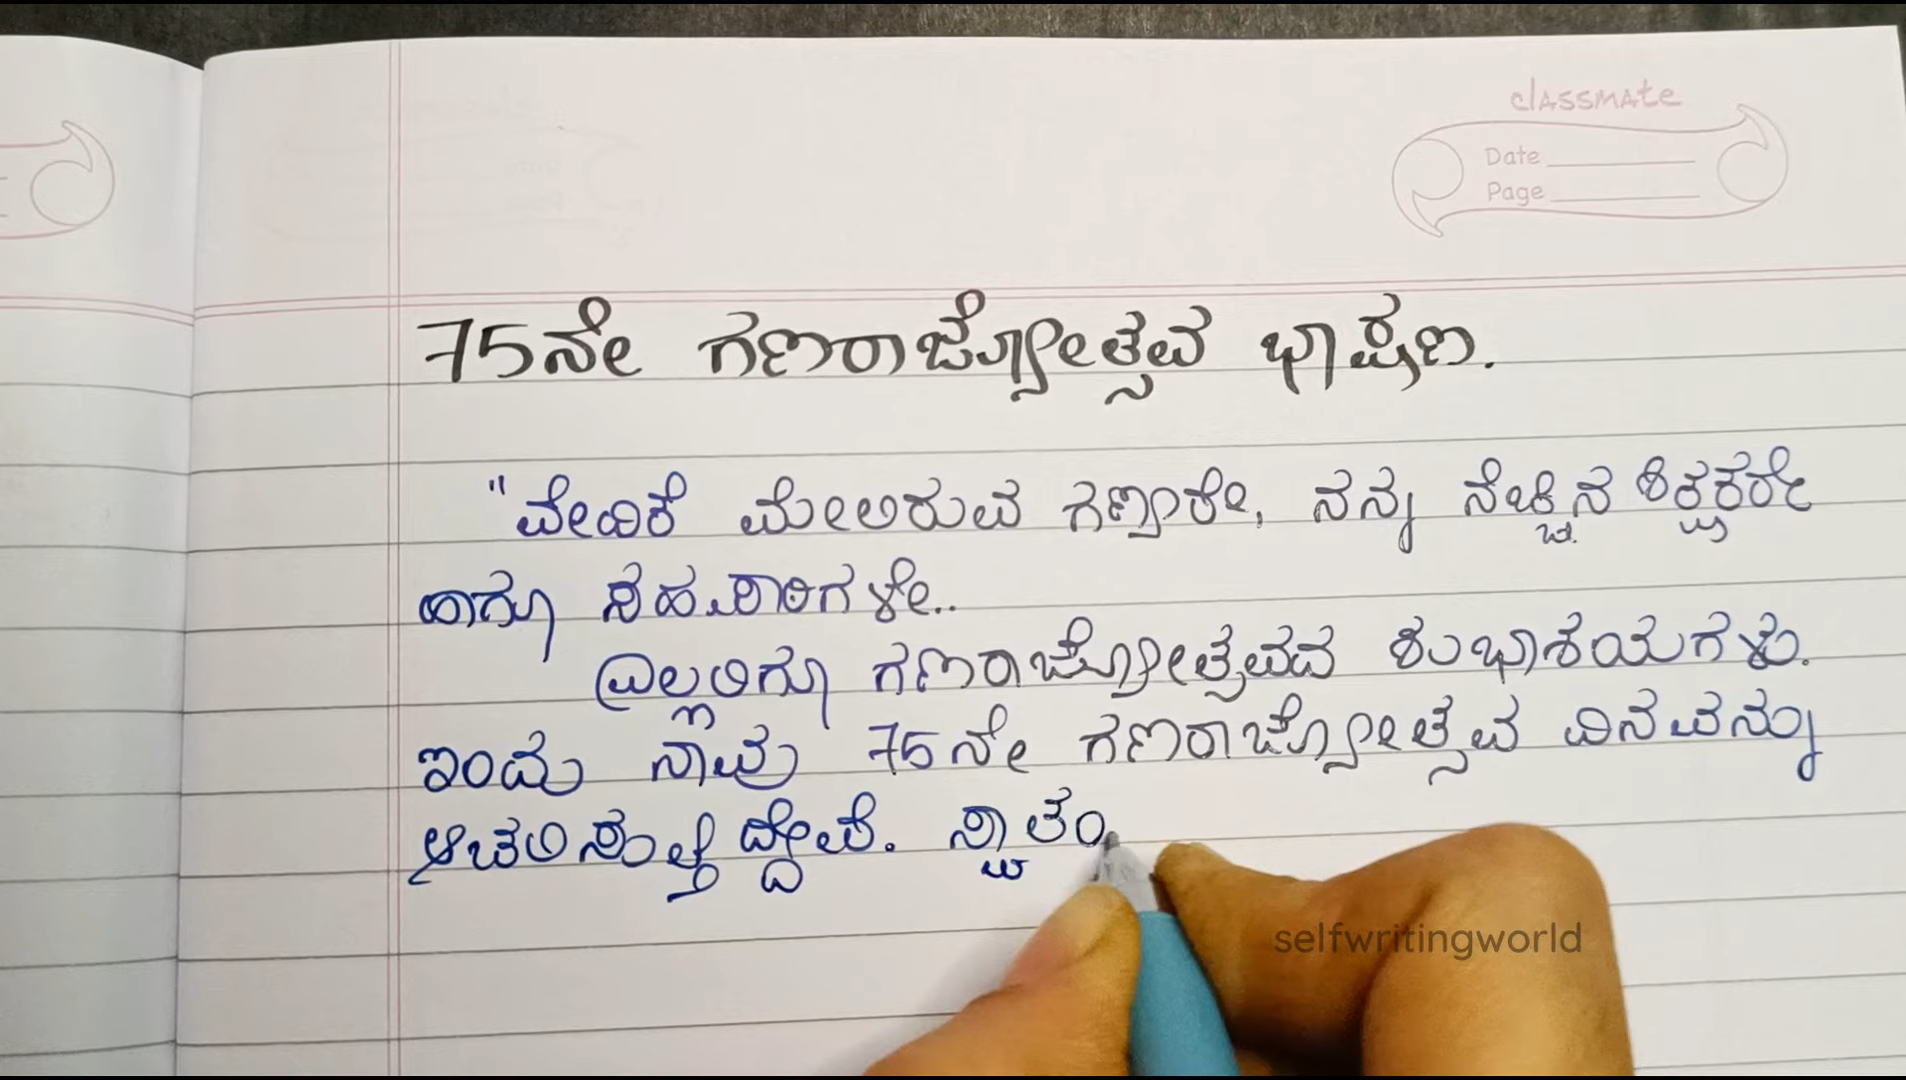 classmate
Date
Page
75ನೇ ಗಣರಾಜ್ಯೋತ್ಸವ ಭಾಷಣ.
"ವೇದಿಕೆ ಮೇಲಿರುವ ಗಣ್ಯರೇ, ನನ್ನ ನೆಚ್ಚಿನ ಶಿಕ್ಷಕರೇ
ಹಾಗೂ ಸಹಪಾಠಿಗಳೇ..
ಎಲ್ಲರಿಗೂ ಗಣರಾಜ್ಯೋತ್ಸವದ ಶುಭಾಶಯಗಳು.
ಇಂದು ನಾವು 75ನೇ ಗಣರಾಜ್ಯೋತ್ಸವ ದಿನವನ್ನು
ಆಚರಿಸುತ್ತಿದ್ದೇವೆ. ಸ್ವಾತಂ
selfwritingworld